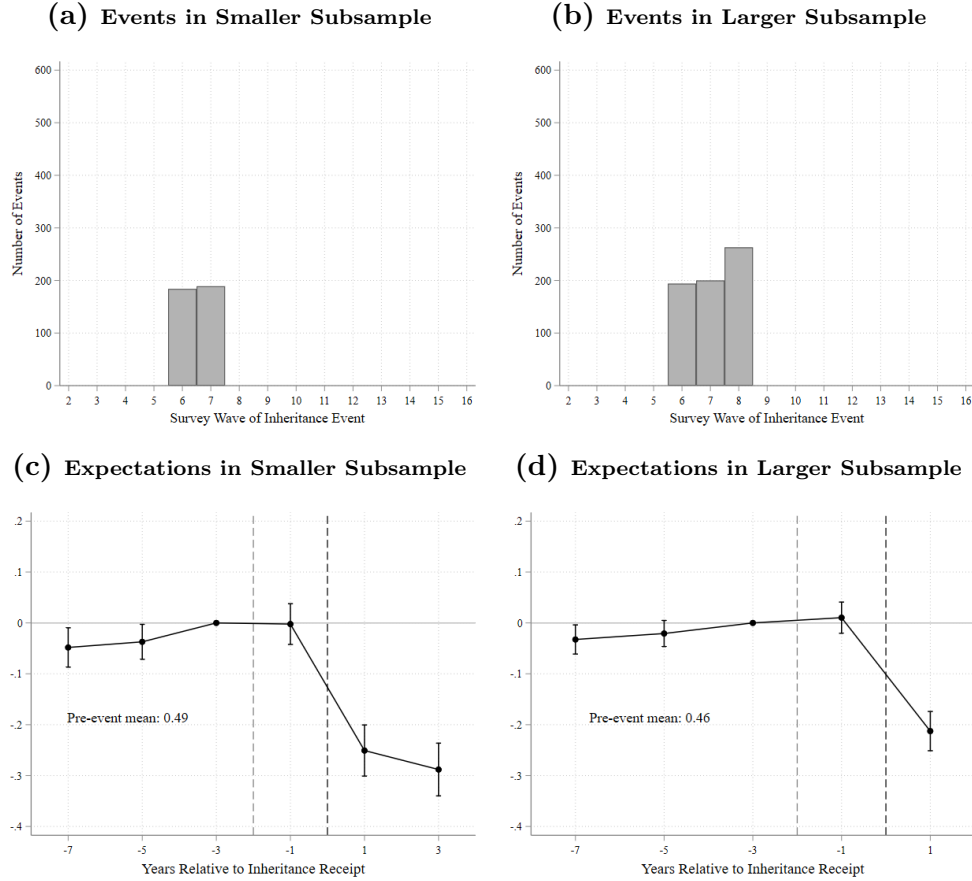 (a) Events in Smaller Subsample
600
500
400
300
200
100
0
Number of Events
2 3 4 5 6 7 8 9 10 11 12 13 14 15 16
Survey Wave of Inheritance Event
(b) Events in Larger Subsample
600
500
400
300
200
100
0
Number of Events
2 3 4 5 6 7 8 9 10 11 12 13 14 15 16
Survey Wave of Inheritance Event
(c) Expectations in Smaller Subsample
.2
.1
0
-.1
-.2
-.3
-.4
Pre-event mean: 0.49
-7 -5 -3 -1 1 3
Years Relative to Inheritance Receipt
(d) Expectations in Larger Subsample
.2
.1
0
-.1
-.2
-.3
-.4
Pre-event mean: 0.46
-7 -5 -3 -1 1
Years Relative to Inheritance Receipt